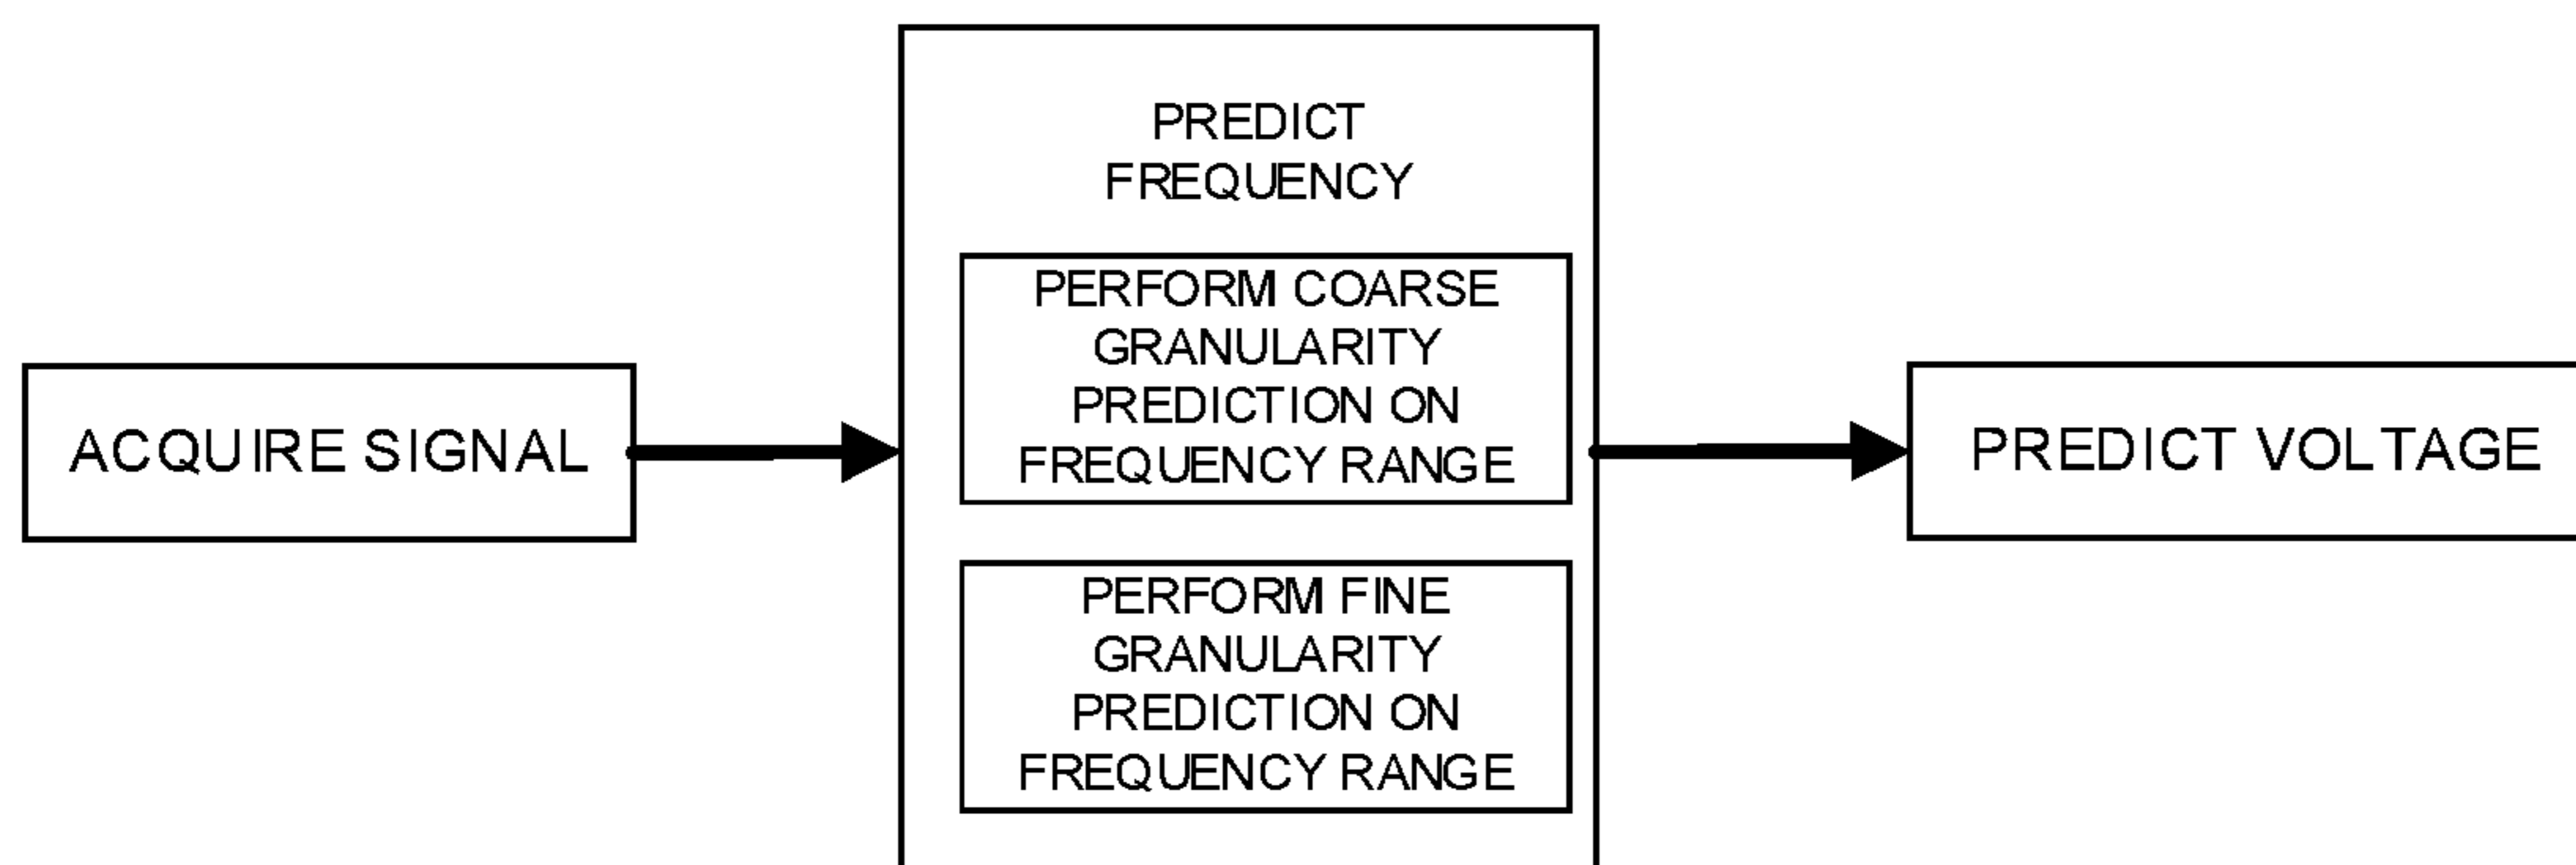 ACQUIRE SIGNAL
PREDICT
FREQUENCY
PERFORM COARSE
GRANULARITY
PREDICTION ON
FREQUENCY RANGE
PERFORM FINE
GRANULARITY
PREDICTION ON
FREQUENCY RANGE
PREDICT VOLTAGE